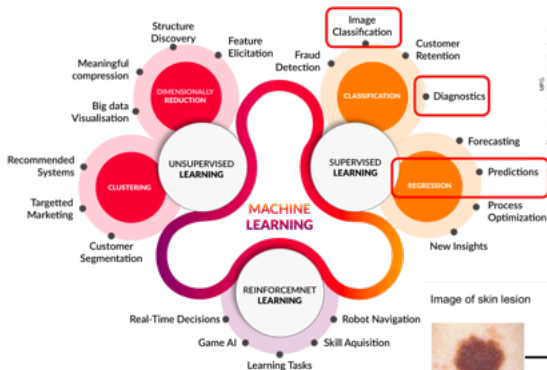 Structure
Discovery
Feature
Elicitation
Meaningful
compression
DIMENSIONALLY
REDUCTION
Big data
Visualisation
UNSUPERVISED
LEARNING
Recommended
Systems
CLUSTERING
Targetted
Marketing
Customer
Segmentation
Image
Classification
Fraud
Detection
Customer
Retention
CLASSIFICATION
Diagnostics
SUPERVISED
LEARNING
Forecasting
REGRESSION
Predictions
Process
Optimization
New Insights
MACHINE
LEARNING
REINFORCEMNET
LEARNING
Real-Time Decisions
Robot Navigation
Game AI
Skill Aquisition
Learning Tasks
MPG
Image of skin lesion